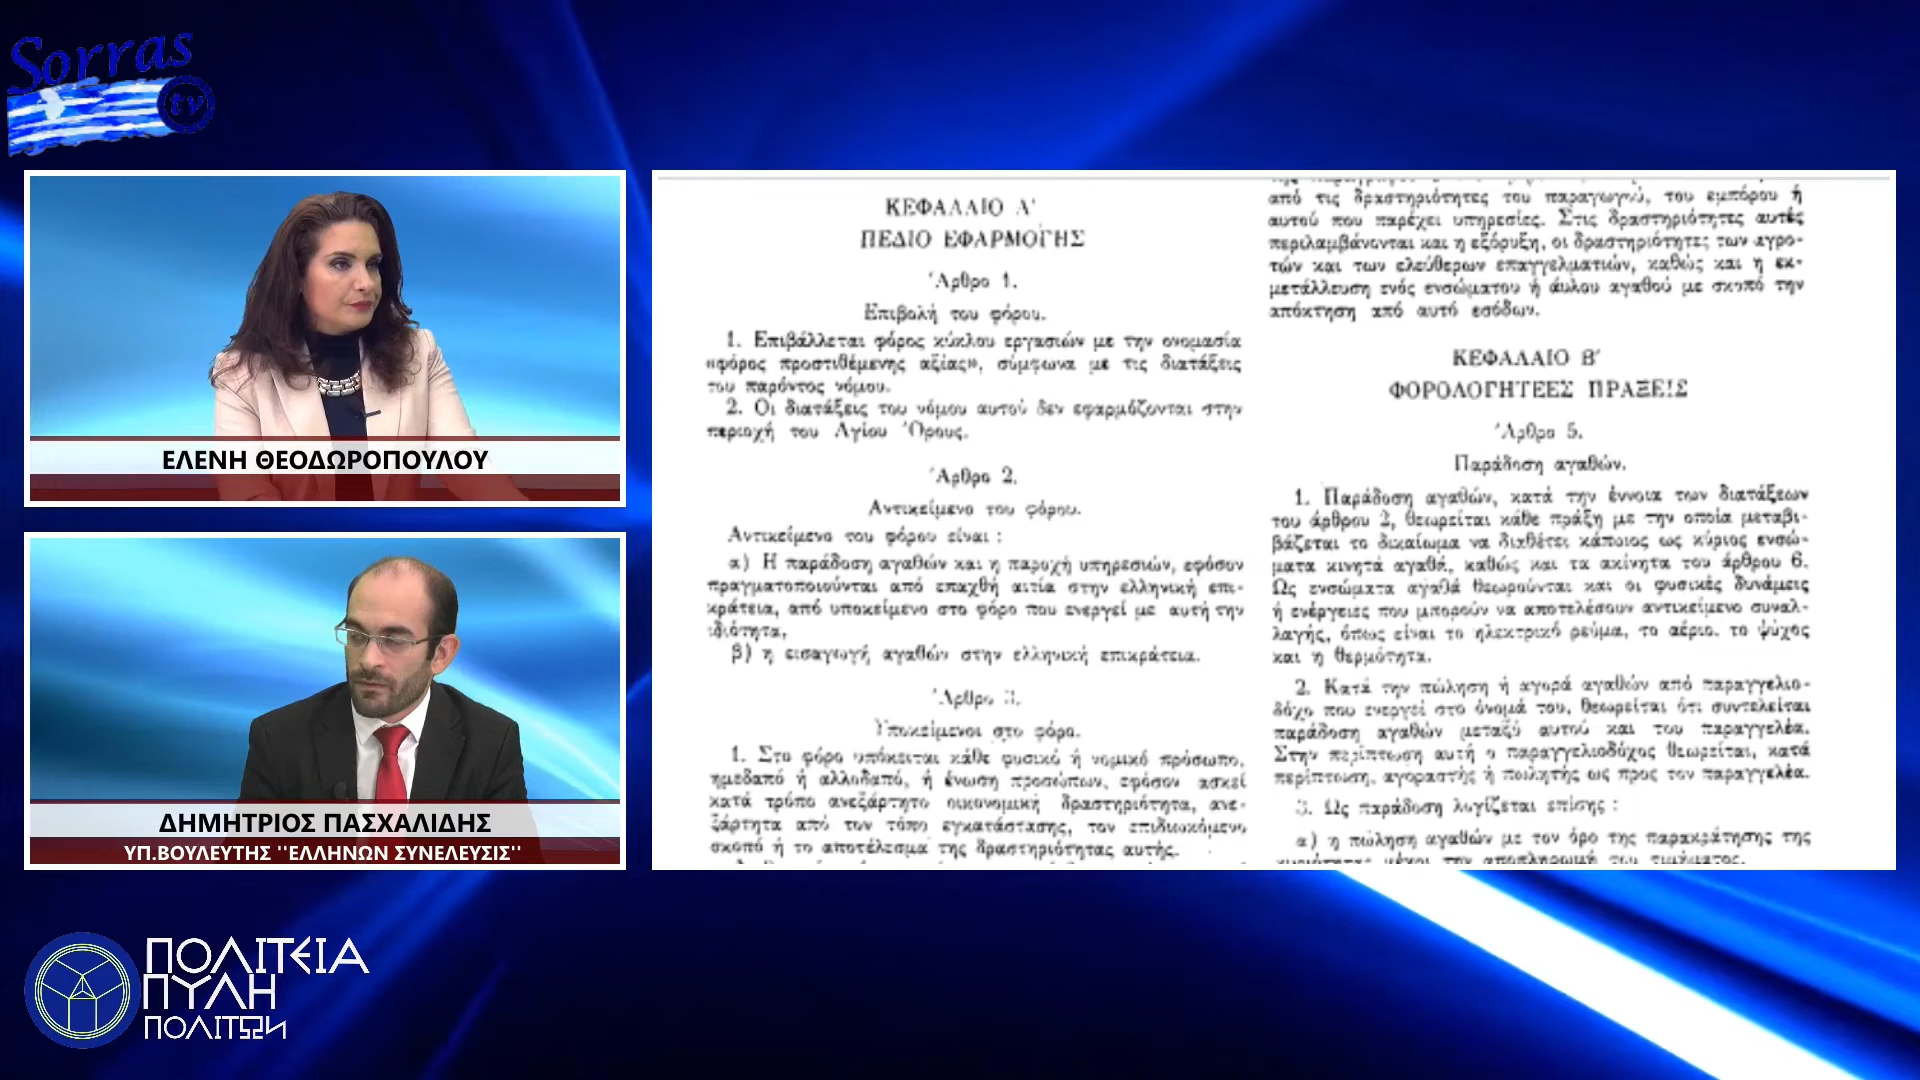 Sorras
tv
ΕΛΕΝΗ ΘΕΟΔΩΡΟΠΟΥΛΟΥ
ΔΗΜΗΤΡΙΟΣ ΠΑΣΧΑΛΙΔΗΣ
ΥΠ.ΒΟΥΛΕΥΤΗΣ ''ΕΛΛΗΝΩΝ ΣΥΝΕΛΕΥΣΙΣ''
ΠΟΛΙΤΕΙΑ
ΠΥΛΗ
ΠΟΛΙΤΩΝ
ΚΕΦΑΛΑΙΟ Α'
ΠΕΔΙΟ ΕΦΑΡΜΟΓΗΣ
Άρθρο 1.
Επιβολή του φόρου.
1. Επιβάλλεται φόρος κύκλου εργασιών με την ονομασία
«φόρος προστιθέμενης αξίας», σύμφωνα με τις διατάξεις
του παρόντος νόμου.
2. Οι διατάξεις του νόμου αυτού δεν εφαρμόζονται στην
περιοχή του Αγίου Όρους.
Άρθρο 2.
Αντικείμενο του φόρου.
Αντικείμενο του φόρου είναι :
α) Η παράδοση αγαθών και η παροχή υπηρεσιών, εφόσον
πραγματοποιούνται από επαχθή αιτία στην ελληνική επι-
κράτεια, από υποκείμενο στο φόρο που ενεργεί με αυτή την
ιδιότητα,
β) η εισαγωγή αγαθών στην ελληνική επικράτεια.
Άρθρο 3.
Υποκείμενοι στο φόρο.
1. Στο φόρο υπόκειται κάθε φυσικό ή νομικό πρόσωπο,
ημεδαπό ή αλλοδαπό, ή ένωση προσώπων, εφόσον ασκεί
κατά τρόπο ανεξάρτητο οικονομική δραστηριότητα, ανε-
ξάρτητα από τον τόπο εγκατάστασης, τον επιδιωκόμενο
σκοπό ή το αποτέλεσμα της δραστηριότητας αυτής.
από τις δραστηριότητες του παραγωγού, του εμπόρου ή
αυτού που παρέχει υπηρεσίες. Στις δραστηριότητες αυτές
περιλαμβάνονται και η εξόρυξη, οι δραστηριότητες των αγρο-
τών και των ελεύθερων επαγγελματιών, καθώς και η εκ-
μετάλλευση ενός ενσώματου ή άυλου αγαθού με σκοπό την
απόκτηση από αυτό εσόδων.
ΚΕΦΑΛΑΙΟ Β'
ΦΟΡΟΛΟΓΗΤΕΕΣ ΠΡΑΞΕΙΣ
Άρθρο 5.
Παράδοση αγαθών.
1. Παράδοση αγαθών, κατά την έννοια των διατάξεων
του άρθρου 2, θεωρείται κάθε πράξη με την οποία μεταβι-
βάζεται το δικαίωμα να διαθέτει κάποιος ως κύριος ενσώ-
ματα κινητά αγαθά, καθώς και τα ακίνητα του άρθρου 6.
Ως ενσώματα αγαθά θεωρούνται και οι φυσικές δυνάμεις
ή ενέργειες που μπορούν να αποτελέσουν αντικείμενο συναλ-
λαγής, όπως είναι το ηλεκτρικό ρεύμα, το αέριο, το ψύχος
και η θερμότητα.
2. Κατά την πώληση ή αγορά αγαθών από παραγγελιο-
δόχο που ενεργεί στο όνομά του, θεωρείται ότι συντελείται
παράδοση αγαθών μεταξύ αυτού και του παραγγελέα.
Στην περίπτωση αυτή ο παραγγελιοδόχος θεωρείται, κατά
περίπτωση, αγοραστής ή πωλητής ως προς τον παραγγελέα.
3. Ως παράδοση λογίζεται επίσης :
α) η πώληση αγαθών με τον όρο της παρακράτησης της
κυριότητας μέχρι την αποπληρωμή του τιμήματος.